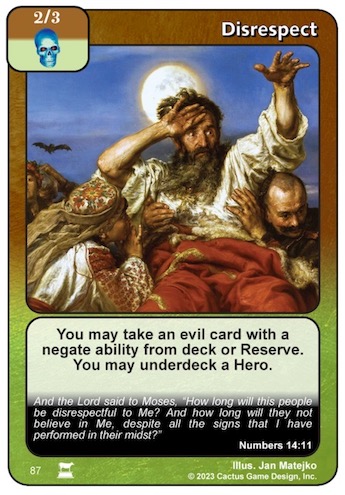 2/3
Disrespect
You may take an evil card with a
negate ability from deck or Reserve.
You may underdeck a Hero.
And the Lord said to Moses, "How long will this people
be disrespectful to Me? And how long will they not
believe in Me, despite all the signs that I have
performed in their midst?"
Numbers 14:11
Illus. Jan Matejko
87
© 2023 Cactus Game Design, Inc.